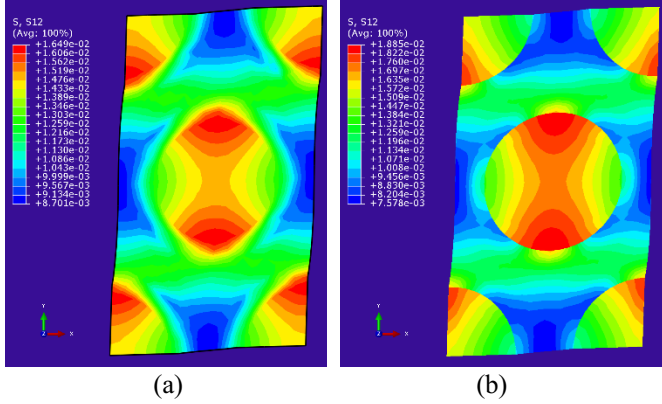 S, S12
(Avg: 100%)
+1.649e-02
+1.606e-02
+1.562e-02
+1.519e-02
+1.476e-02
+1.433e-02
+1.389e-02
+1.346e-02
+1.303e-02
+1.259e-02
+1.216e-02
+1.173e-02
+1.130e-02
+1.086e-02
+1.043e-02
+9.999e-03
+9.567e-03
+9.134e-03
+8.701e-03
Y
Z X
(a)
S, S12
(Avg: 100%)
+1.885e-02
+1.822e-02
+1.760e-02
+1.697e-02
+1.635e-02
+1.572e-02
+1.509e-02
+1.447e-02
+1.384e-02
+1.321e-02
+1.259e-02
+1.196e-02
+1.134e-02
+1.071e-02
+1.008e-02
+9.456e-03
+8.830e-03
+8.204e-03
+7.578e-03
Y
Z X
(b)